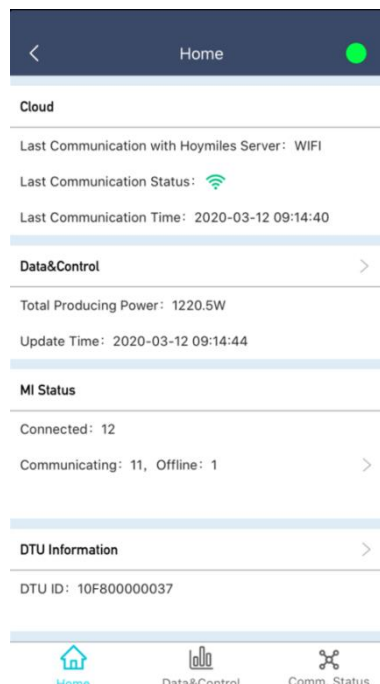 Home
Cloud
Last Communication with Hoymiles Server: WIFI
Last Communication Status:
Last Communication Time: 2020-03-12 09:14:40
Data&Control
Total Producing Power: 1220.5W
Update Time: 2020-03-12 09:14:44
MI Status
Connected: 12
Communicating: 11, Offline: 1
DTU Information
DTU ID: 10F800000037
Home Data&Control Comm. Status